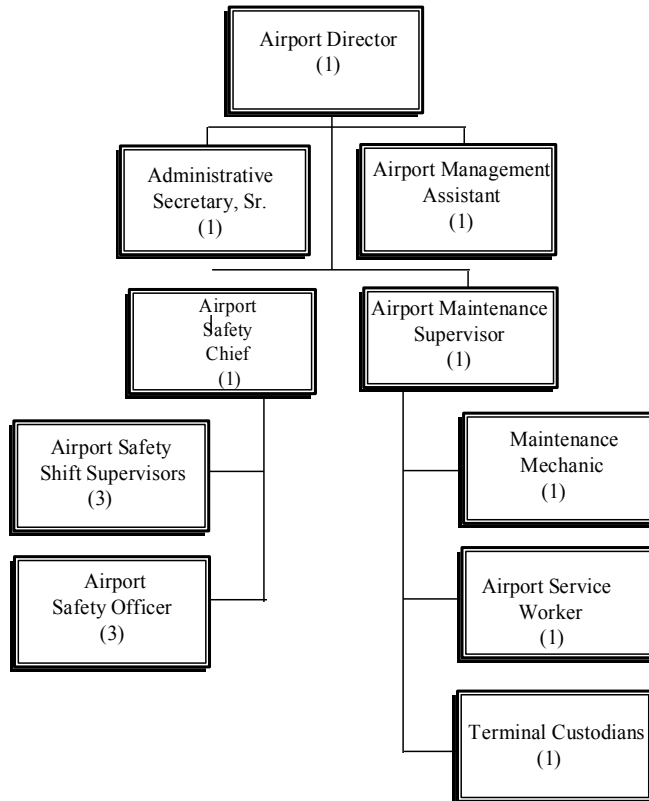 Airport Director
(1)
Administrative
Secretary, Sr.
(1)
Airport Management
Assistant
(1)
Airport
Safety
Chief
(1)
Airport Maintenance
Supervisor
(1)
Airport Safety
Shift Supervisors
(3)
Maintenance
Mechanic
(1)
Airport
Safety Officer
(3)
Airport Service
Worker
(1)
Terminal Custodians
(1)